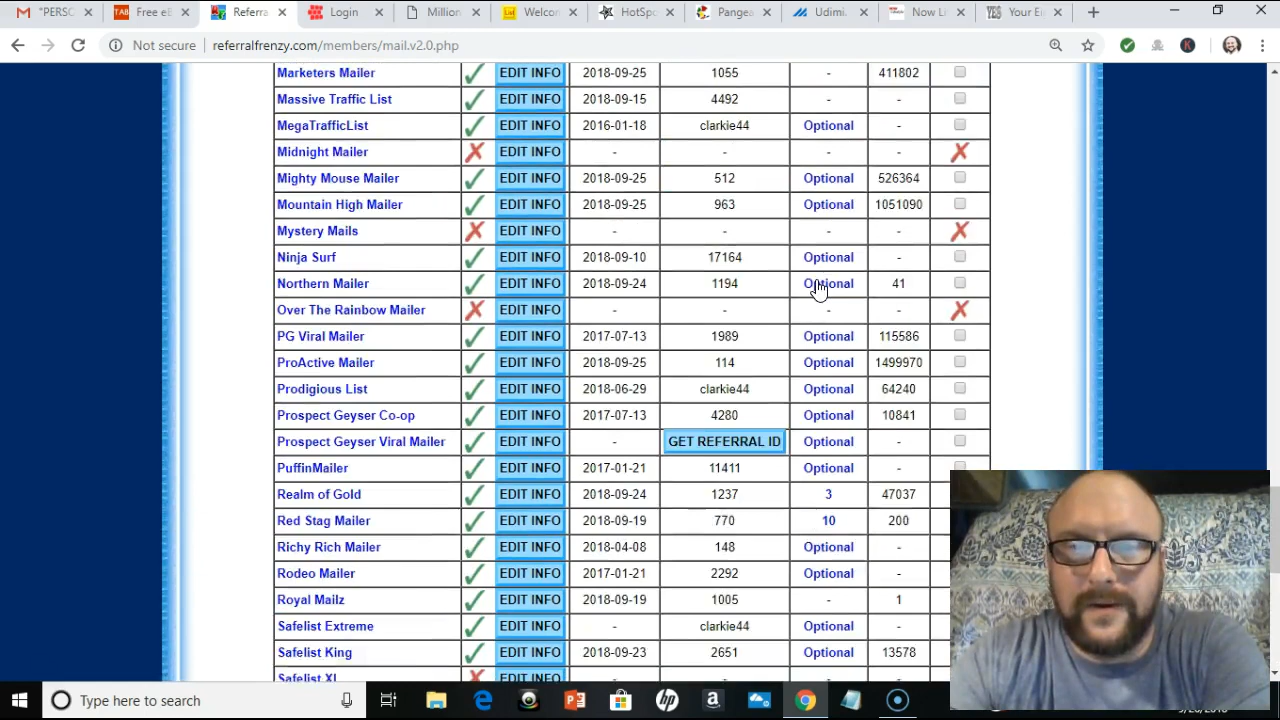 "PERSC
Free eB
Referra
Login
Million
Welcon
HotSpo
Pangea
Udimi.
Now Li
Your Ei
Not secure
referralfrenzy.com/members/mail.v2.0.php
Marketers Mailer EDIT INFO 2018-09-25 1055 - 411802
Massive Traffic List EDIT INFO 2018-09-15 4492 - -
MegaTrafficList EDIT INFO 2016-01-18 clarkie44 Optional -
Midnight Mailer EDIT INFO - - - -
Mighty Mouse Mailer EDIT INFO 2018-09-25 512 Optional 526364
Mountain High Mailer EDIT INFO 2018-09-25 963 Optional 1051090
Mystery Mails EDIT INFO - - - -
Ninja Surf EDIT INFO 2018-09-10 17164 Optional -
Northern Mailer EDIT INFO 2018-09-24 1194 Optional 41
Over The Rainbow Mailer EDIT INFO - - - -
PG Viral Mailer EDIT INFO 2017-07-13 1989 Optional 115586
ProActive Mailer EDIT INFO 2018-09-25 114 Optional 1499970
Prodigious List EDIT INFO 2018-06-29 clarkie44 Optional 64240
Prospect Geyser Co-op EDIT INFO 2017-07-13 4280 Optional 10841
Prospect Geyser Viral Mailer EDIT INFO - GET REFERRAL ID Optional -
PuffinMailer EDIT INFO 2017-01-21 11411 Optional -
Realm of Gold EDIT INFO 2018-09-24 1237 3 47037
Red Stag Mailer EDIT INFO 2018-09-19 770 10 200
Richy Rich Mailer EDIT INFO 2018-04-08 148 Optional -
Rodeo Mailer EDIT INFO 2017-01-21 2292 Optional -
Royal Mailz EDIT INFO 2018-09-19 1005 - 1
Safelist Extreme EDIT INFO - clarkie44 Optional -
Safelist King EDIT INFO 2018-09-23 2651 Optional 13578
Safelist XL
Type here to search